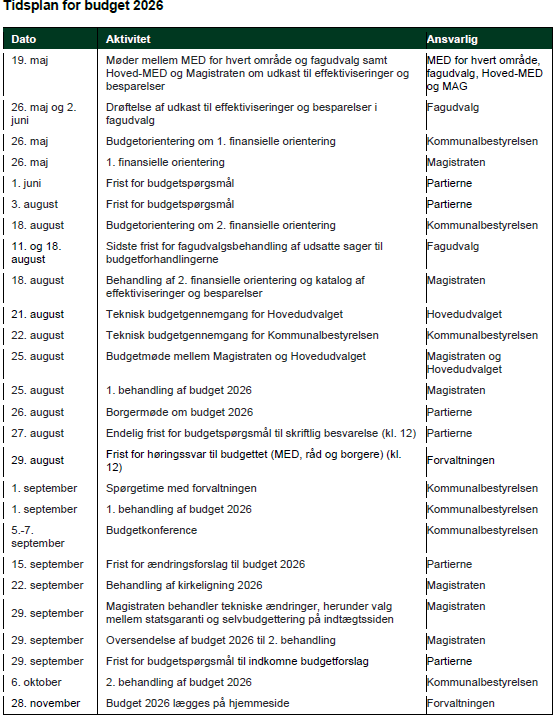 Tidsplan for budget 2026
Dato Aktivitet Ansvarlig
19. maj Møder mellem MED for hvert område og fagudvalg samt Hoved-MED og Magistraten om udkast til effektiviseringer og besparelser MED for hvert område, fagudvalg, Hoved-MED og MAG
26. maj og 2. juni Drøftelse af udkast til effektiviseringer og besparelser i fagudvalg Fagudvalg
26. maj Budgetorientering om 1. finansielle orientering Kommunalbestyrelsen
26. maj 1. finansielle orientering Magistraten
1. juni Frist for budgetspørgsmål Partierne
3. august Frist for budgetspørgsmål Partierne
18. august Budgetorientering om 2. finansielle orientering Kommunalbestyrelsen
11. og 18. august Sidste frist for fagudvalgsbehandling af udsatte sager til budgetforhandlingerne Fagudvalg
18. august Behandling af 2. finansielle orientering og katalog af effektiviseringer og besparelser Magistraten
21. august Teknisk budgetgennemgang for Hovedudvalget Hovedudvalget
22. august Teknisk budgetgennemgang for Kommunalbestyrelsen Kommunalbestyrelsen
25. august Budgetmøde mellem Magistraten og Hovedudvalget Magistraten og Hovedudvalget
25. august 1. behandling af budget 2026 Magistraten
26. august Borgermøde om budget 2026 Partierne
27. august Endelig frist for budgetspørgsmål til skriftlig besvarelse (kl. 12) Partierne
29. august Frist for høringssvar til budgettet (MED, råd og borgere) (kl. 12) Forvaltningen
1. september Spørgetime med forvaltningen Kommunalbestyrelsen
1. september 1. behandling af budget 2026 Kommunalbestyrelsen
5.-7. september Budgetkonference Kommunalbestyrelsen
15. september Frist for ændringsforslag til budget 2026 Partierne
22. september Behandling af kirkeligning 2026 Magistraten
29. september Magistraten behandler tekniske ændringer, herunder valg mellem statsgaranti og selvbudgettering på indtægtssiden Magistraten
29. september Oversendelse af budget 2026 til 2. behandling Magistraten
29. september Frist for budgetspørgsmål til indkomne budgetforslag Partierne
6. oktober 2. behandling af budget 2026 Kommunalbestyrelsen
28. november Budget 2026 lægges på hjemmeside Forvaltningen